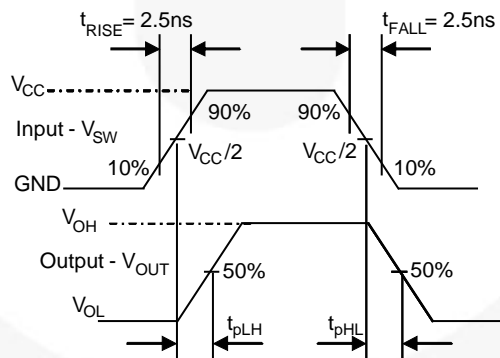 tRISE= 2.5ns tFALL= 2.5ns
VCC
90% 90%
Input - VSW
VCC/2 VCC/2
10% 10%
GND
VOH
Output - VOUT
50% 50%
VOL
tpLH tpHL